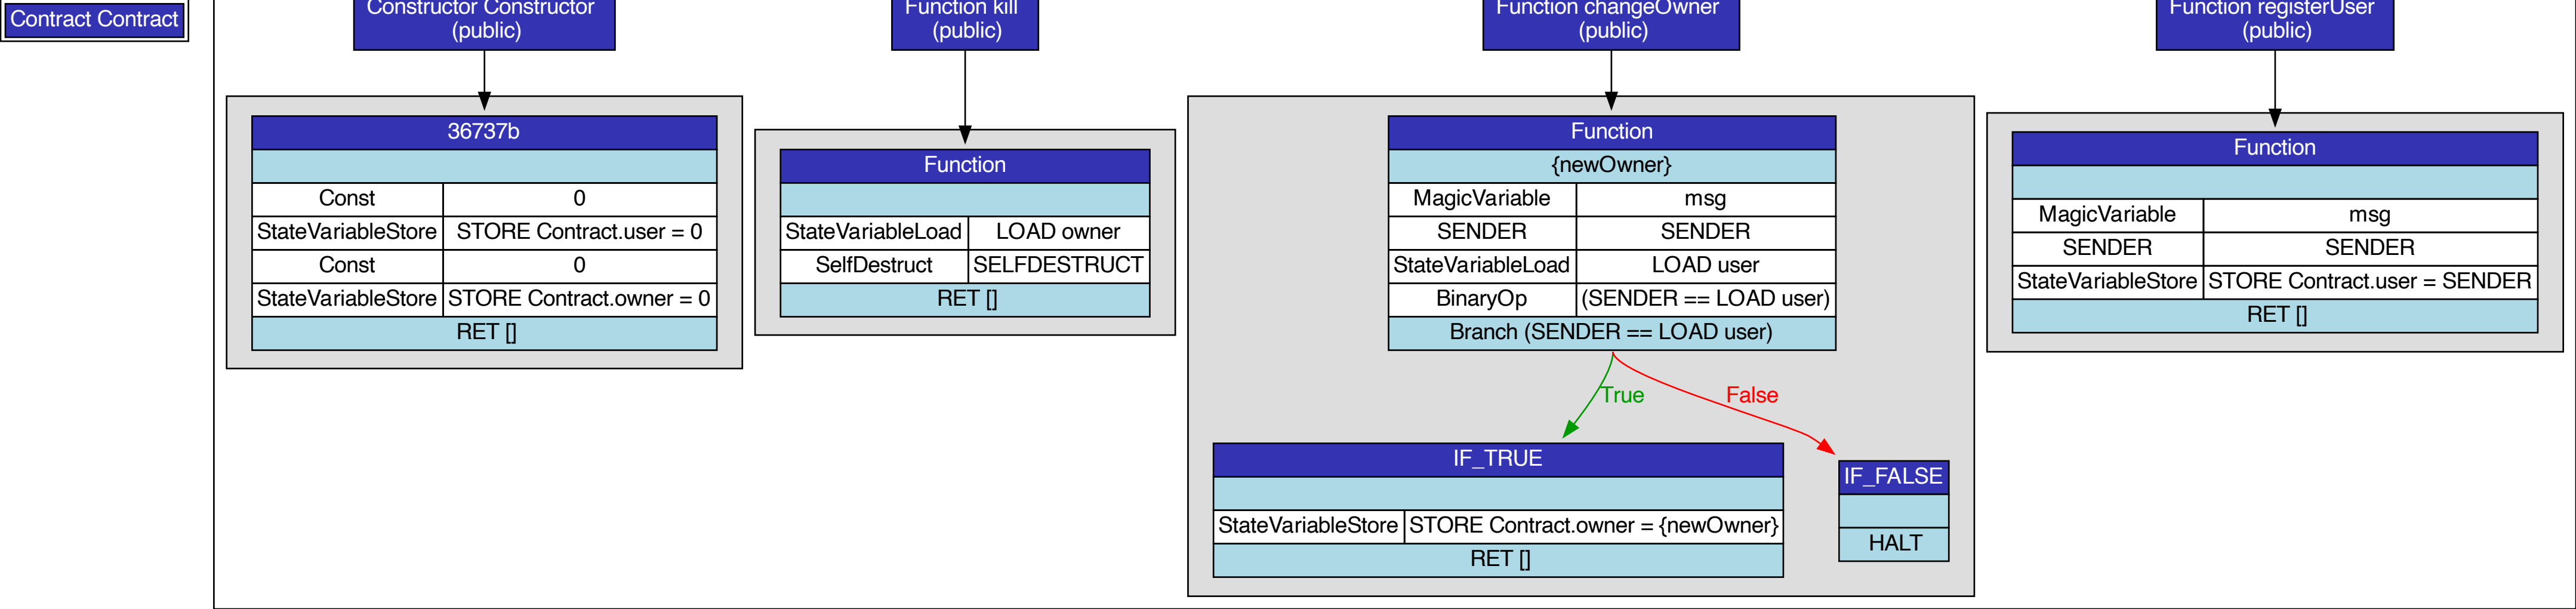 Contract Contract
Constructor Constructor
(public)
Function kill
(public)
Function changeOwner
(public)
Function registerUser
(public)
36737b
Const 0
StateVariableStore STORE Contract.user = 0
Const 0
StateVariableStore STORE Contract.owner = 0
RET []
Function
StateVariableLoad LOAD owner
SelfDestruct SELFDESTRUCT
RET []
Function
{newOwner}
MagicVariable msg
SENDER SENDER
StateVariableLoad LOAD user
BinaryOp (SENDER == LOAD user)
Branch (SENDER == LOAD user)
True
False
IF_TRUE
StateVariableStore STORE Contract.owner = {newOwner}
RET []
IF_FALSE
HALT
Function
MagicVariable msg
SENDER SENDER
StateVariableStore STORE Contract.user = SENDER
RET []